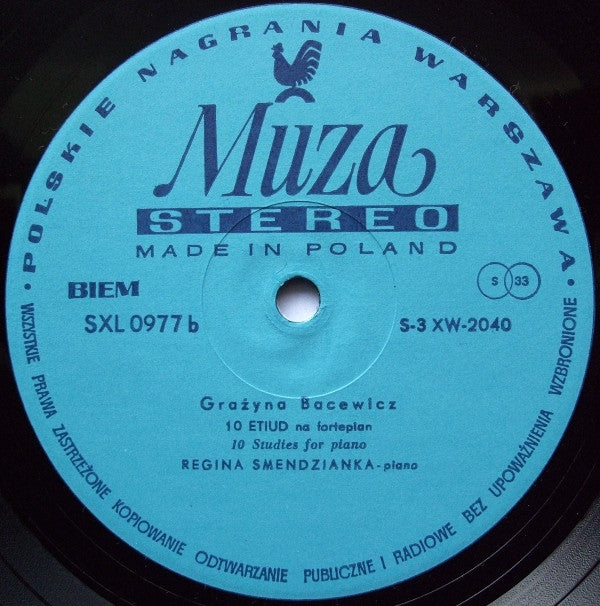 • POLSKIE NAGRANIA WARSZAWA •
Muza
STEREO
MADE IN POLAND
BIEM
S 33
SXL 0977 b
S-3 XW-2040
Grażyna Bacewicz
10 ETIUD na fortepian
10 Studies for piano
REGINA SMENDZIANKA - piano
WSZYSTKIE PRAWA ZASTRZEŻONE KOPIOWANIE ODTWARZANIE PUBLICZNE I RADIOWE BEZ UPOWAŻNIENIA WZBRONIONE